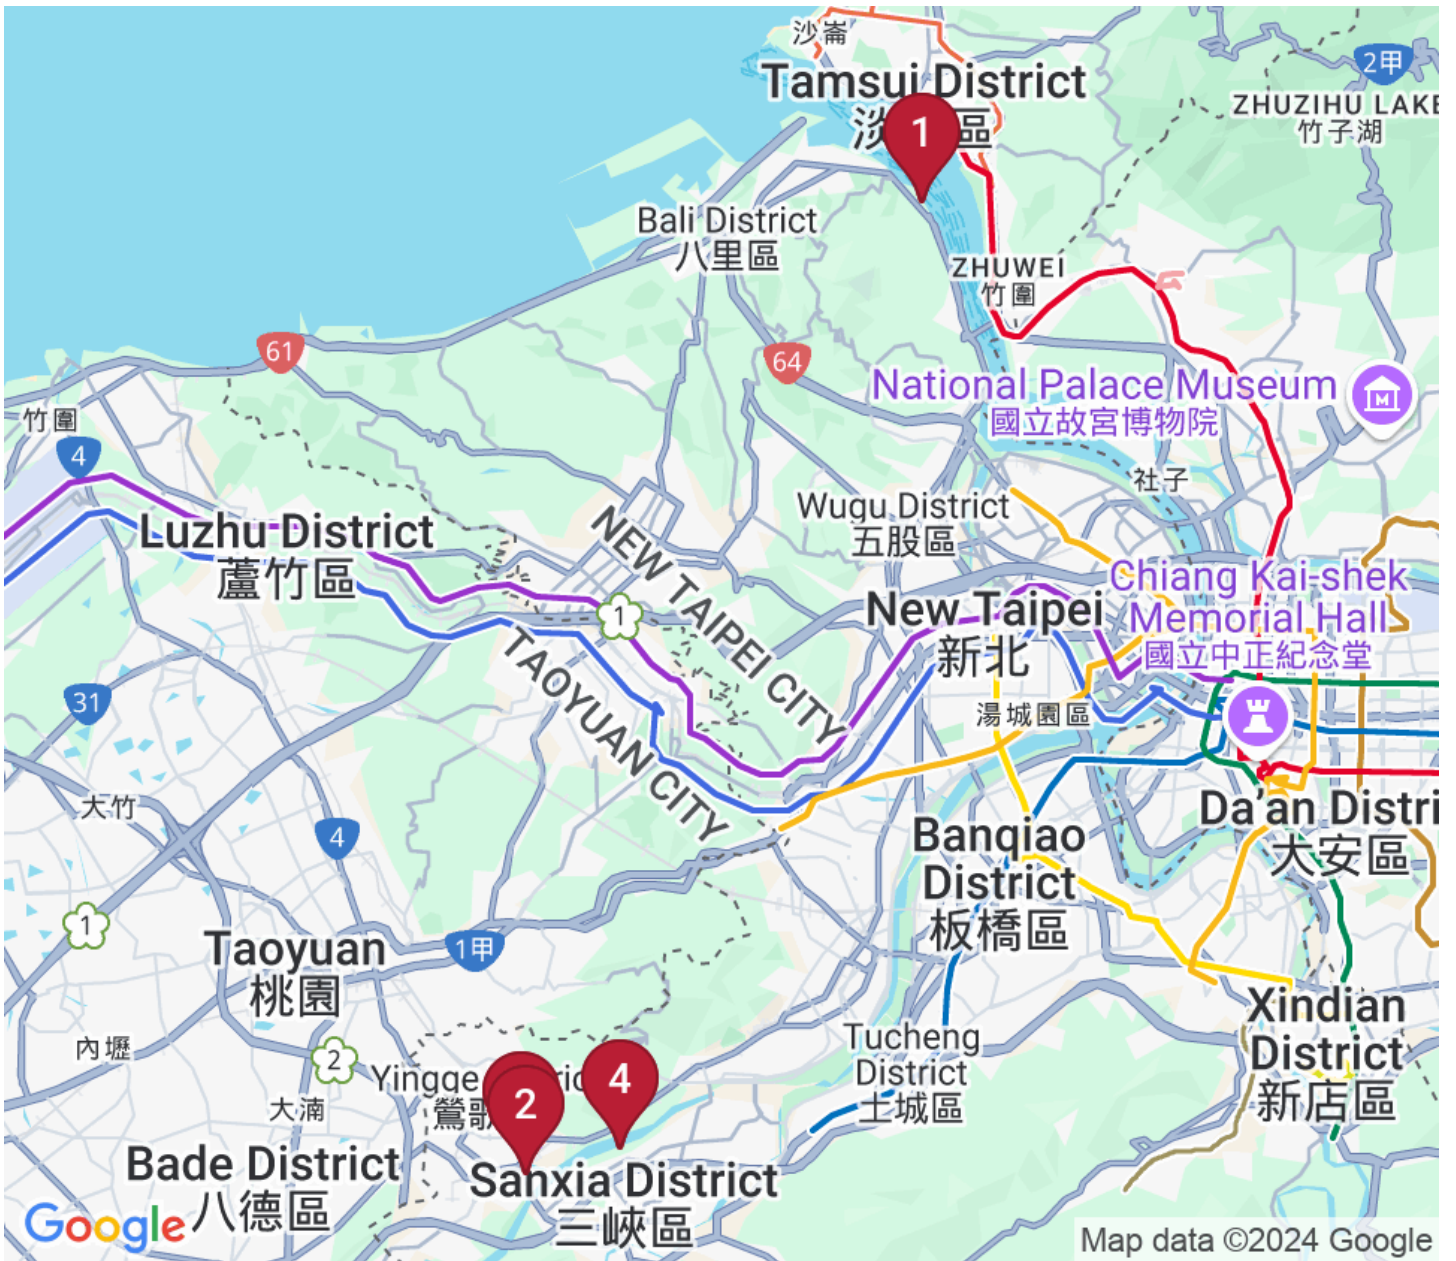 沙崙
2甲
Tamsui District
淡 區
1
ZHUZIHU LAKE
竹子湖
Bali District
八里區
ZHUWEI
竹圍
61
64
National Palace Museum
國立故宮博物院
竹圍
4
社子
Wugu District
五股區
Luzhu District
蘆竹區
NEW TAIPEI CITY
TAOYUAN CITY
1
New Taipei
新北
Chiang Kai-shek
Memorial Hall
國立中正紀念堂
31
湯城園區
大竹
4
Da'an Distri
大安區
Banqiao
District
板橋區
1
Taoyuan
桃園
1甲
Xindian
District
新店區
內壢
2
大湳
Yingge
鶯歌
2
4
Tucheng
District
土城區
Bade District
八德區
Sanxia District
三峽區
Google
Map data ©2024 Google